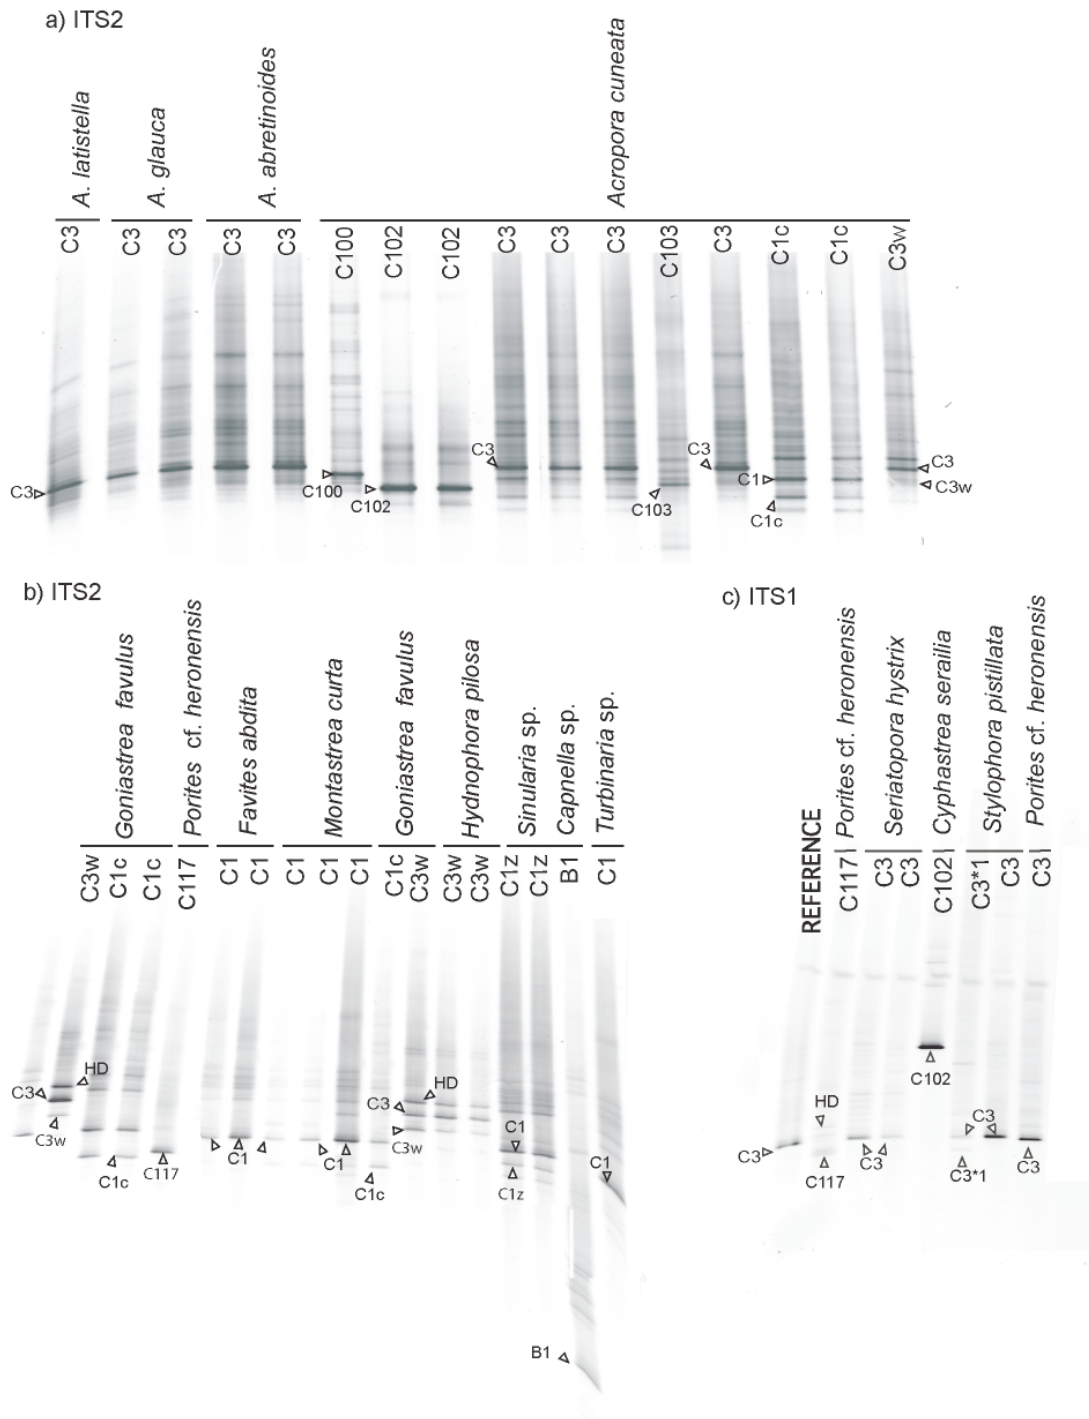 a) ITS2
A. latistella
A. glauca
A. abretinoides
Acropora cuneata
C3 C3 C3 C3 C3 C100 C102 C102 C3 C3 C3 C103 C3 C1c C1c C3w
C3
C100
C102
C3
C103
C3
C1
C1c
C3
C3w
b) ITS2
Goniastrea favulus
Porites cf. heronensis
Favites abdita
Montastrea curta
Goniastrea favulus
Hydnophora pilosa
Sinularia sp.
Capnella sp.
Turbinaria sp.
C3w C1c C1c C117 C1 C1 C1 C1 C1 C1c C3w C3w C3w C1z C1z B1 C1
HD
C3
C3w
C1c
C117
C1
C1
C1c
HD
C3
C3w
C1
C1z
C1
B1
c) ITS1
REFERENCE
Porites cf. heronensis
Seriatopora hystrix
Cyphastrea serailia
Stylophora pistillata
Porites cf. heronensis
C117 C3 C3 C102 C3*1 C3 C3
C3
HD
C117
C3
C102
C3
C3*1
C3